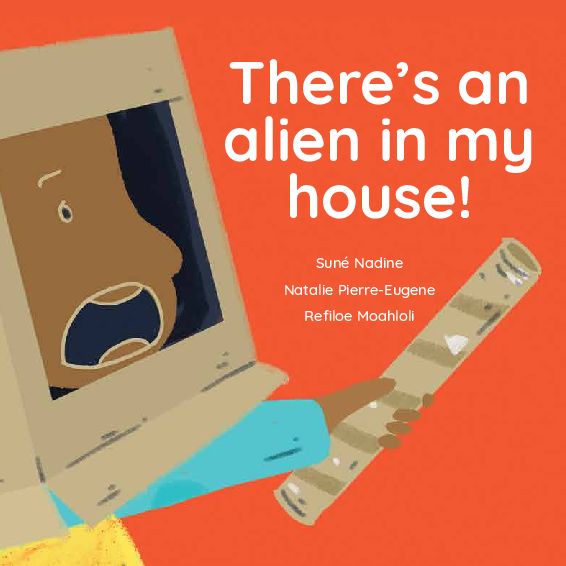 There’s an
alien in my
house!
Suné Nadine
Natalie Pierre-Eugene
Refiloe Moahloli